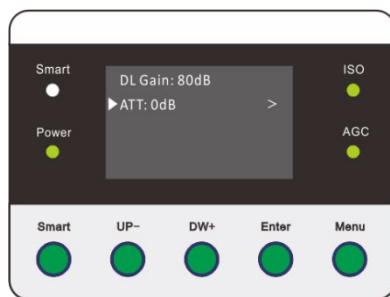 Smart
ISO
DL Gain: 80dB
▶ATT: 0dB >
Power
AGC
Smart UP− DW+ Enter Menu